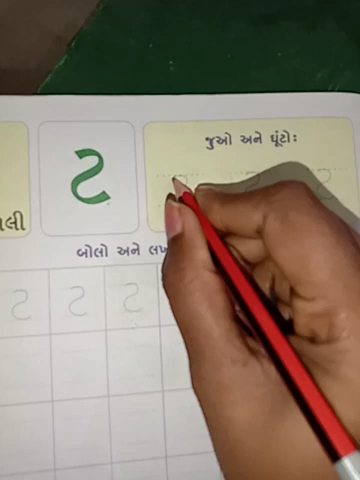 જુઓ અને ઘૂંટો:
ટ
બોલો અને
ટ ટ ટ